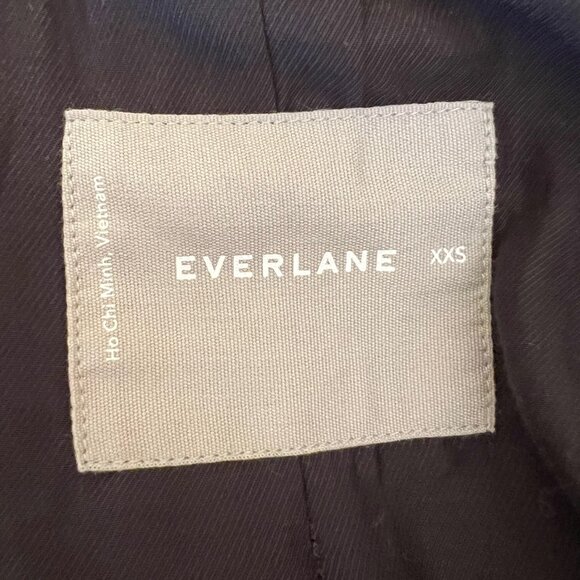 Ho Chi Minh, Vietnam
EVERLANE
XXS